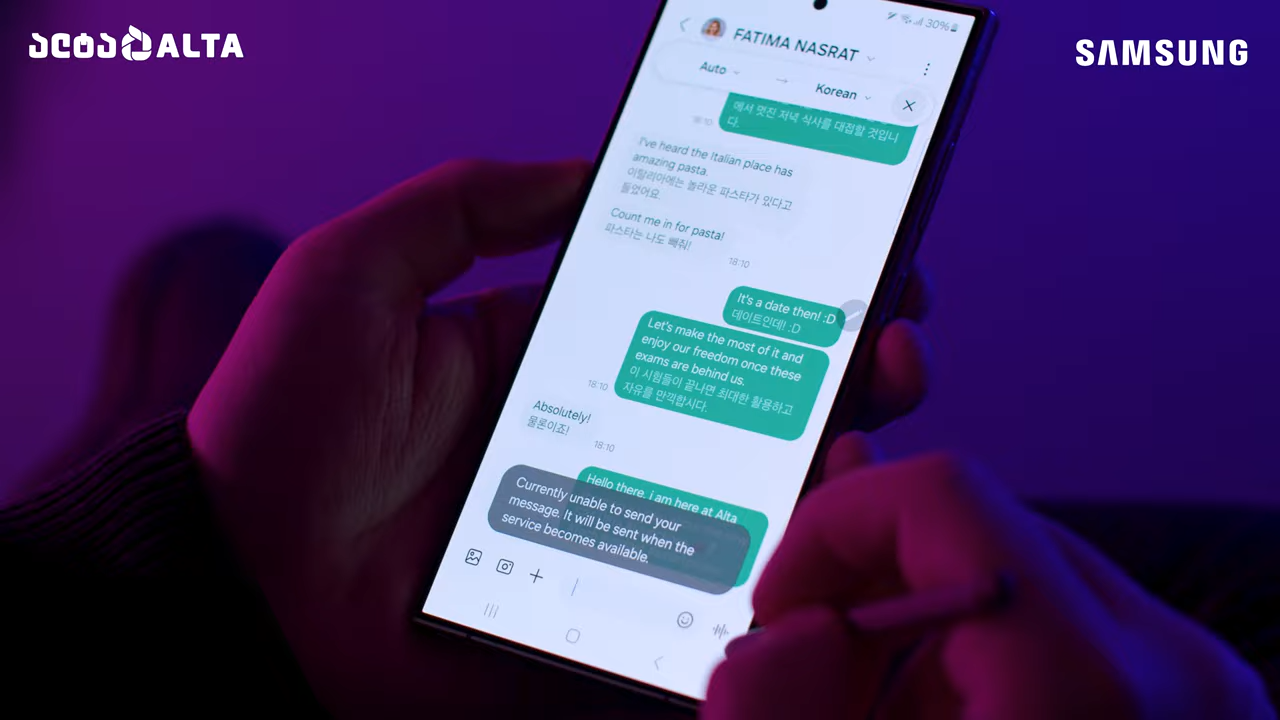 ალტა ALTA
SAMSUNG
30%
FATIMA NASRAT
Auto → Korean
에서 멋진 저녁 식사를 대접할 것입니
다.
18:10
I've heard the Italian place has
amazing pasta.
이탈리아에는 놀라운 파스타가 있다고
들었어요.
Count me in for pasta!
파스타는 나도 빼줘!
18:10
It's a date then! :D
데이트인데! :D
Let's make the most of it and
enjoy our freedom once these
exams are behind us.
이 시험들이 끝나면 최대한 활용하고
자유를 만끽합시다.
18:10
Absolutely!
물론이죠!
18:10
Hello there, i am here at Alta
Currently unable to send your
message. It will be sent when the
service becomes available.